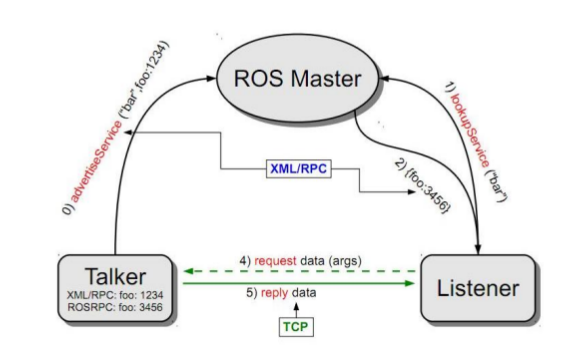 ROS Master
0) advertiseService ("bar",foo:1234)
1) lookupService ("bar")
XML/RPC
2) {foo:3456}
Talker
XML/RPC: foo: 1234
ROSRPC: foo: 3456
4) request data (args)
5) reply data
TCP
Listener